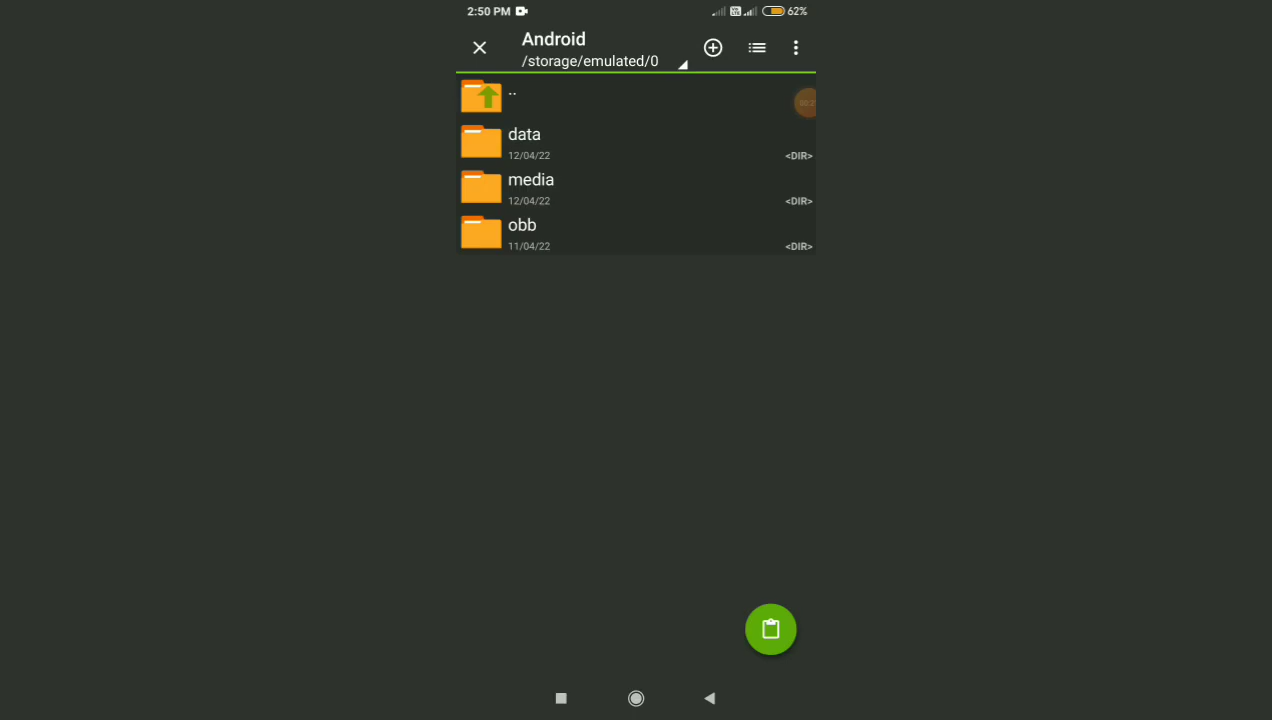 2:50 PM 62%
Android
/storage/emulated/0
..
data
12/04/22 <DIR>
media
12/04/22 <DIR>
obb
11/04/22 <DIR>